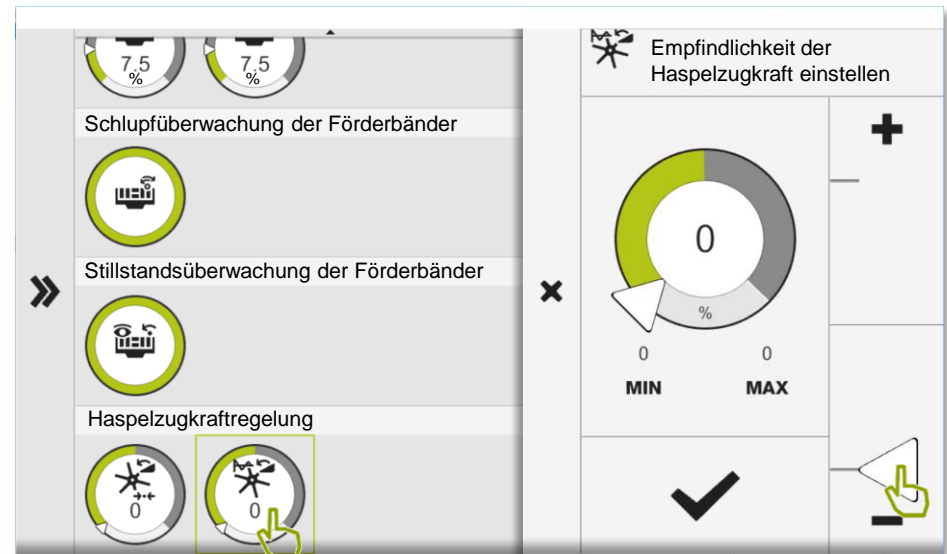 7,5
%
7,5
%
Schlupfüberwachung der Förderbänder
Stillstandsüberwachung der Förderbänder
Haspelzugkraftregelung
0
0
Empfindlichkeit der
Haspelzugkraft einstellen
0
%
0
0
MIN
MAX